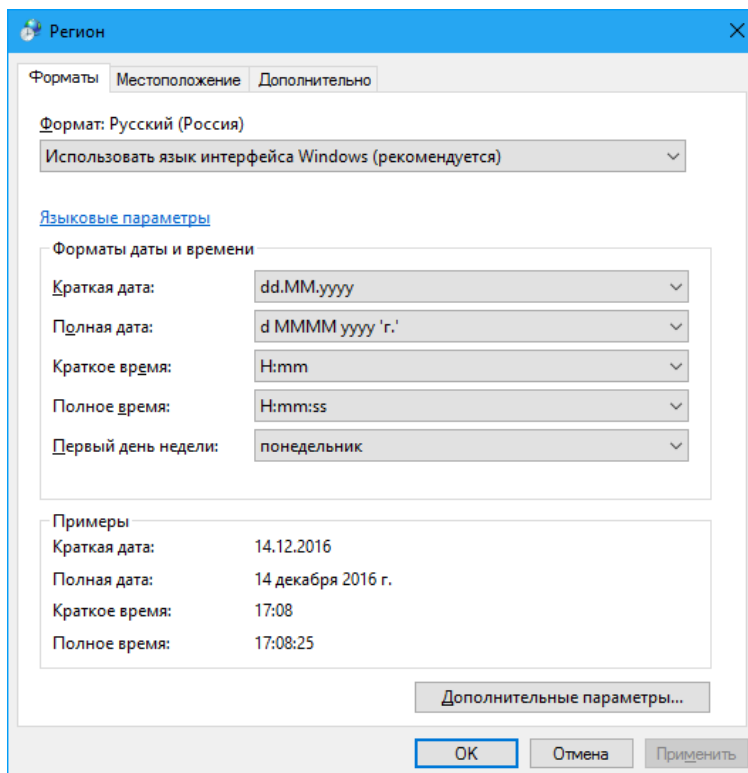 Регион
Форматы Местоположение Дополнительно
Формат: Русский (Россия)
Использовать язык интерфейса Windows (рекомендуется)
Языковые параметры
Форматы даты и времени
Краткая дата: dd.MM.yyyy
Полная дата: d MMMM yyyy 'г.'
Краткое время: H:mm
Полное время: H:mm:ss
Первый день недели: понедельник
Примеры
Краткая дата: 14.12.2016
Полная дата: 14 декабря 2016 г.
Краткое время: 17:08
Полное время: 17:08:25
Дополнительные параметры...
OK Отмена Применить